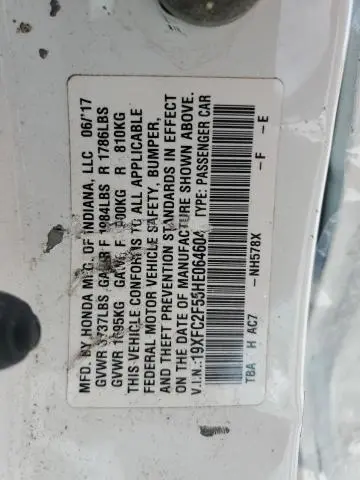 MFD. BY HONDA MFG. OF INDIANA, LLC 06/'17
GVWR 3737LBS GAWR F 1984LBS R 1786LBS
GVWR 1695KG GAWR F 900KG R 810KG
THIS VEHICLE CONFORMS TO ALL APPLICABLE
FEDERAL MOTOR VEHICLE SAFETY, BUMPER,
AND THEFT PREVENTION STANDARDS IN EFFECT
ON THE DATE OF MANUFACTURE SHOWN ABOVE.
V.I.N.:19XFC2F55HE064604 TYPE: PASSENGER CAR
TBA H AC7 -NH578X -F -E